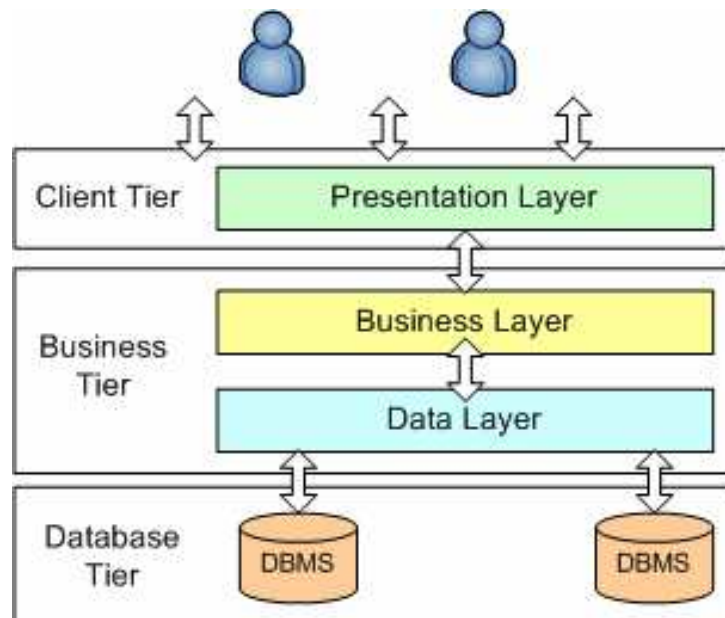 Client Tier
Presentation Layer
Business
Tier
Business Layer
Data Layer
Database
Tier
DBMS
DBMS